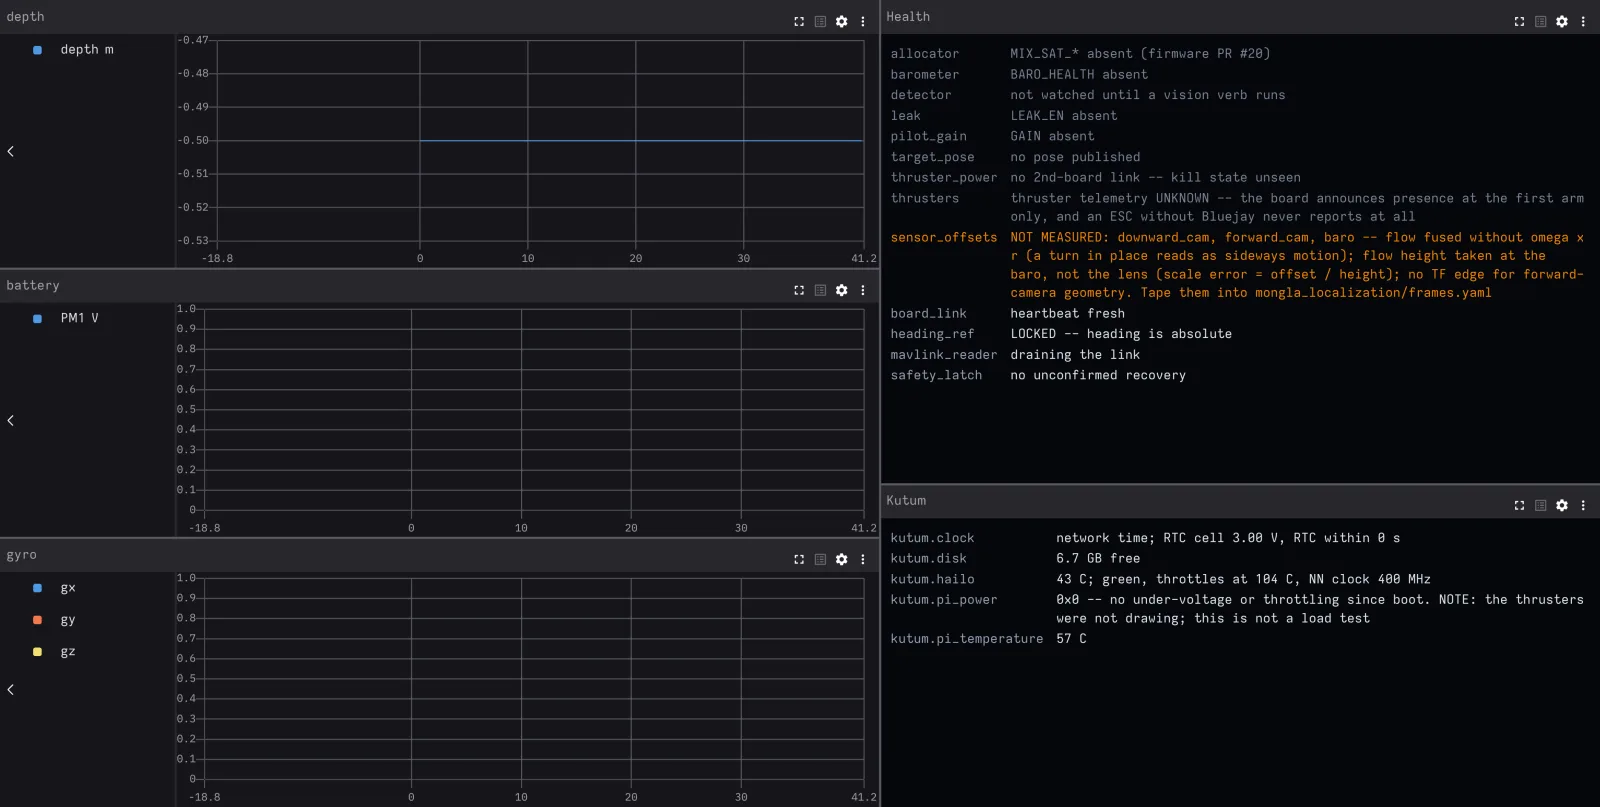 depth
depth m
-0.47
-0.48
-0.49
-0.50
-0.51
-0.52
-0.53
-18.8 0 10 20 30 41.2
battery
PM1 V
1.0
0.9
0.8
0.7
0.6
0.5
0.4
0.3
0.2
0.1
0
-18.8 0 10 20 30 41.2
gyro
gx
gy
gz
1.0
0.9
0.8
0.7
0.6
0.5
0.4
0.3
0.2
0.1
0
-18.8 0 10 20 30 41.2
Health
allocator MIX_SAT_* absent (firmware PR #20)
barometer BARO_HEALTH absent
detector not watched until a vision verb runs
leak LEAK_EN absent
pilot_gain GAIN absent
target_pose no pose published
thruster_power no 2nd-board link -- kill state unseen
thrusters thruster telemetry UNKNOWN -- the board announces presence at the first arm
only, and an ESC without Bluejay never reports at all
sensor_offsets NOT MEASURED: downward_cam, forward_cam, baro -- flow fused without omega x
r (a turn in place reads as sideways motion); flow height taken at the
baro, not the lens (scale error = offset / height); no TF edge for forward-
camera geometry. Tape them into mongla_localization/frames.yaml
board_link heartbeat fresh
heading_ref LOCKED -- heading is absolute
mavlink_reader draining the link
safety_latch no unconfirmed recovery
Kutum
kutum.clock network time; RTC cell 3.00 V, RTC within 0 s
kutum.disk 6.7 GB free
kutum.hailo 43 C; green, throttles at 104 C, NN clock 400 MHz
kutum.pi_power 0x0 -- no under-voltage or throttling since boot. NOTE: the thrusters
were not drawing; this is not a load test
kutum.pi_temperature 57 C